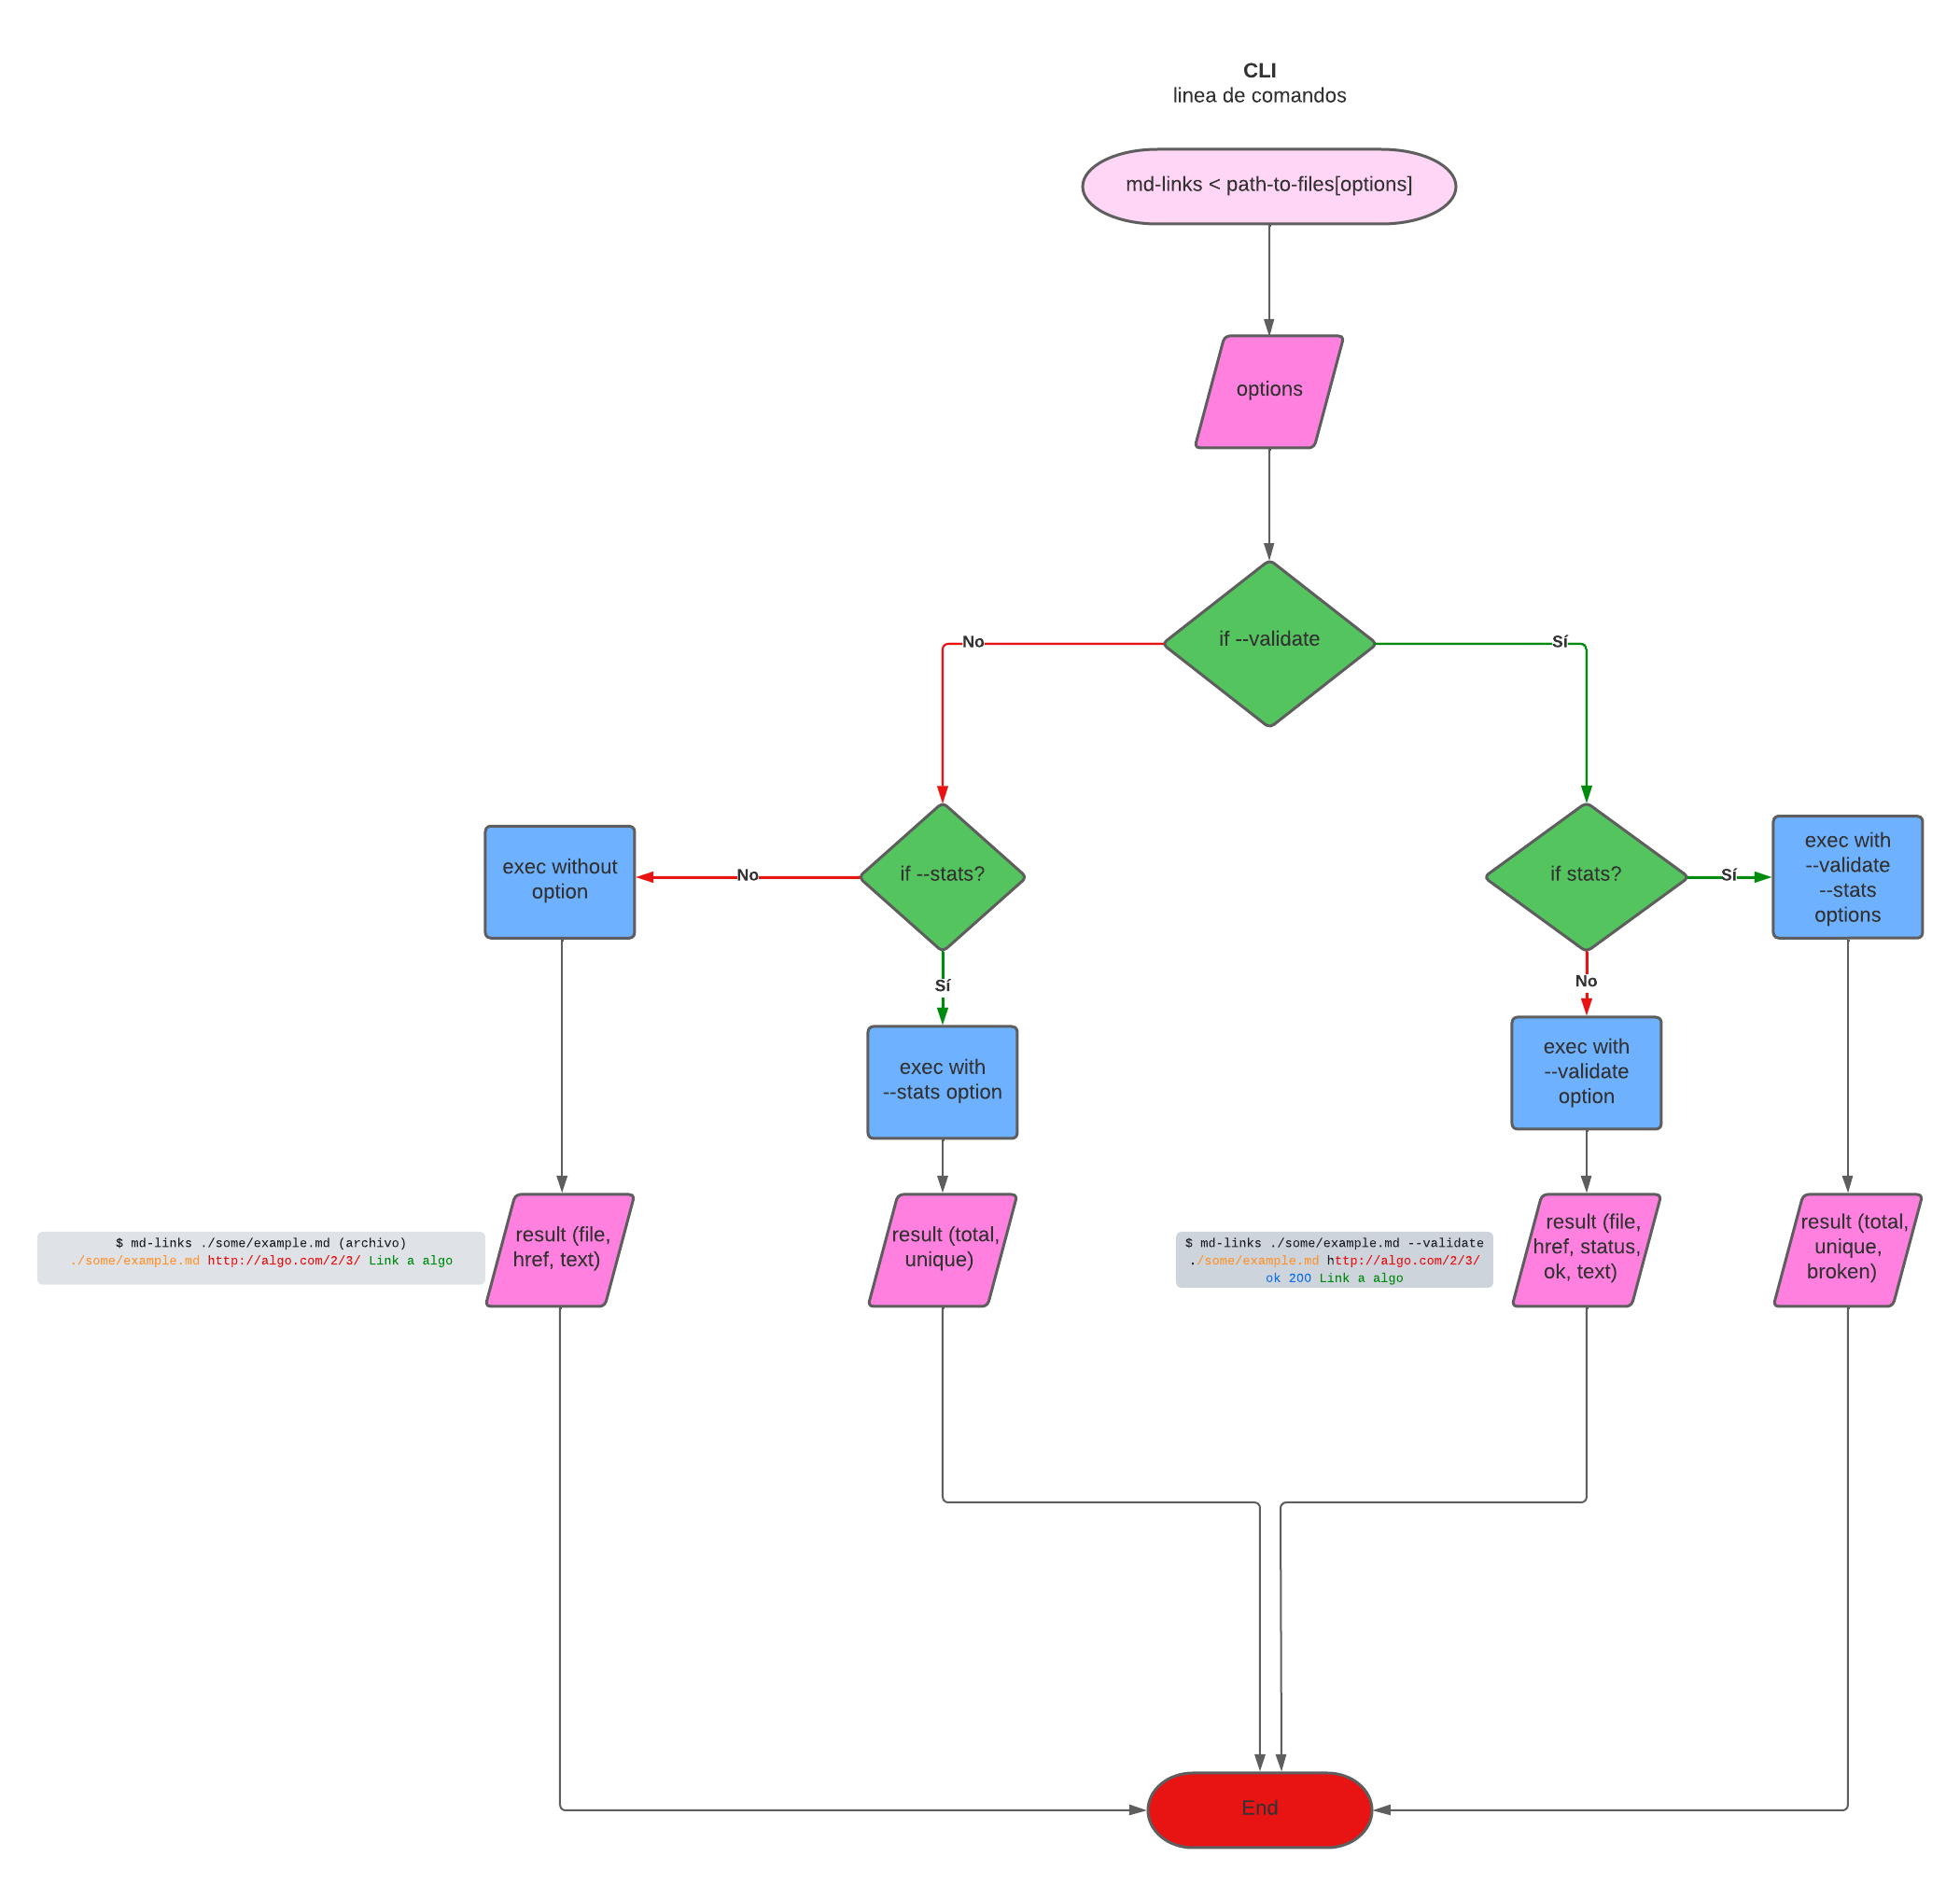 CLI
linea de comandos
md-links < path-to-files[options]
options
if --validate
No
Sí
exec without
option
No
if --stats?
if stats?
Sí
exec with
--validate
--stats
options
Sí
No
exec with
--stats option
exec with
--validate
option
$ md-links ./some/example.md (archivo)
./some/example.md http://algo.com/2/3/ Link a algo
result (file,
href, text)
result (total,
unique)
$ md-links ./some/example.md --validate
./some/example.md http://algo.com/2/3/
ok 200 Link a algo
result (file,
href, status,
ok, text)
result (total,
unique,
broken)
End